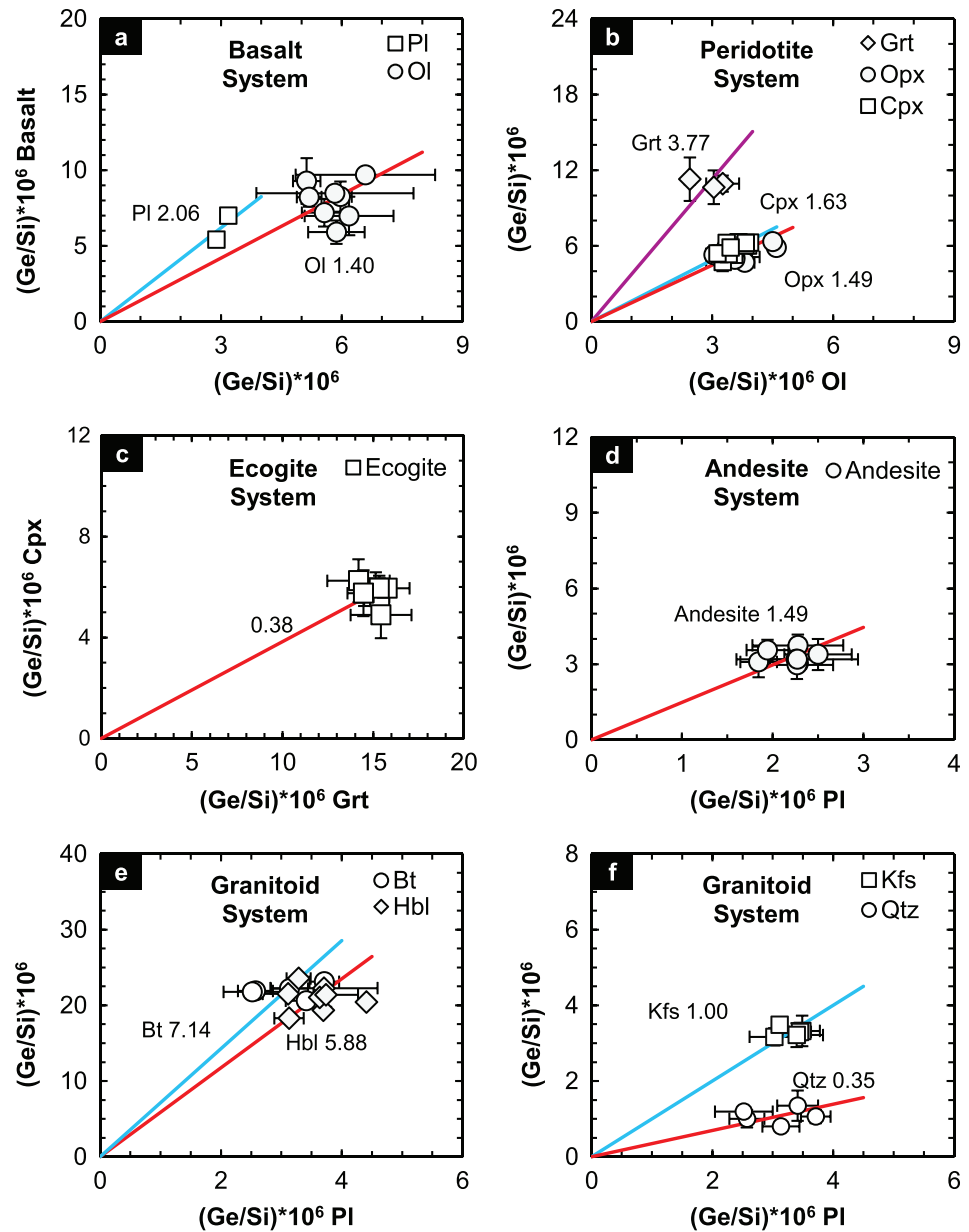 a
Basalt
System
Pl
Ol
20
15
10
5
0
(Ge/Si)*10⁶ Basalt
Pl 2.06
Ol 1.40
0
3
6
9
(Ge/Si)*10⁶
b
Peridotite
System
Grt
Opx
Cpx
24
18
12
6
0
(Ge/Si)*10⁶
Grt 3.77
Cpx 1.63
Opx 1.49
0
3
6
9
(Ge/Si)*10⁶ Ol
c
Ecogite
System
Ecogite
12
8
4
0
(Ge/Si)*10⁶ Cpx
0.38
0
5
10
15
20
(Ge/Si)*10⁶ Grt
d
Andesite
System
Andesite
12
9
6
3
0
(Ge/Si)*10⁶
Andesite 1.49
0
1
2
3
4
(Ge/Si)*10⁶ Pl
e
Granitoid
System
Bt
Hbl
40
30
20
10
0
(Ge/Si)*10⁶
Bt 7.14
Hbl 5.88
0
2
4
6
(Ge/Si)*10⁶ Pl
f
Granitoid
System
Kfs
Qtz
8
6
4
2
0
(Ge/Si)*10⁶
Kfs 1.00
Qtz 0.35
0
2
4
6
(Ge/Si)*10⁶ Pl